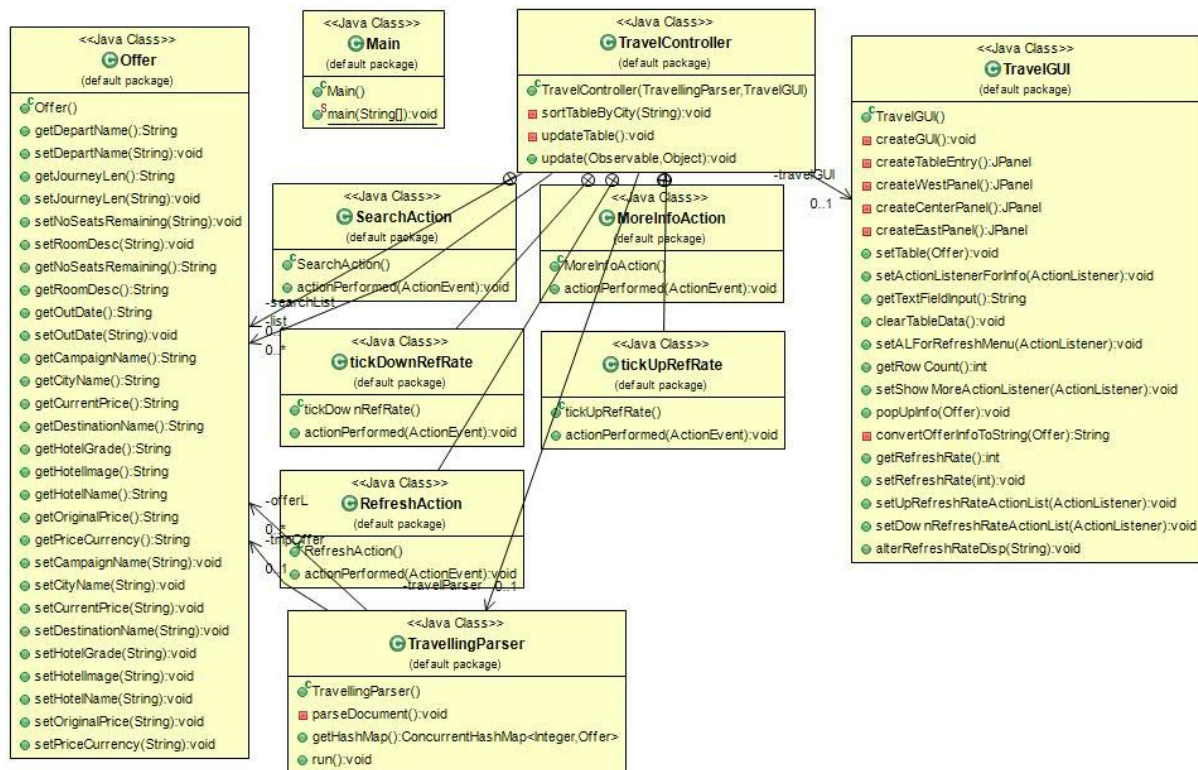 <<Java Class>>
Offer
(default package)
Offer()
getDepartName():String
setDepartName(String):void
getJourneyLen():String
setJourneyLen(String):void
setNoSeatsRemaining(String):void
setRoomDesc(String):void
getNoSeatsRemaining():String
getRoomDesc():String
getOutDate():String
setOutDate(String):void
getCampaignName():String
getCityName():String
getCurrentPrice():String
getDestinationName():String
getHotelGrade():String
getHotelImage():String
getHotelName():String
getOriginalPrice():String
getPriceCurrency():String
setCampaignName(String):void
setCityName(String):void
setCurrentPrice(String):void
setDestinationName(String):void
setHotelGrade(String):void
setHotelImage(String):void
setHotelName(String):void
setOriginalPrice(String):void
setPriceCurrency(String):void
<<Java Class>>
Main
(default package)
Main()
main(String[]):void
<<Java Class>>
TravelController
(default package)
TravelController(TravellingParser,TravelGUI)
sortTableByCity(String):void
updateTable():void
update(Observable,Object):void
<<Java Class>>
TravelGUI
(default package)
TravelGUI()
createGUI():void
createTableEntry():JPanel
createWestPanel():JPanel
createCenterPanel():JPanel
createEastPanel():JPanel
setTable(Offer):void
setActionListenerForInfo(ActionListener):void
getTextFieldInput():String
clearTableData():void
setALForRefreshMenu(ActionListener):void
getRowCount():int
setShowMoreActionListener(ActionListener):void
popUpInfo(Offer):void
convertOfferInfoToString(Offer):String
getRefreshRate():int
setRefreshRate(int):void
setUpRefreshRateActionList(ActionListener):void
setDownRefreshRateActionList(ActionListener):void
alterRefreshRateDisp(String):void
-travelGUI
0..1
<<Java Class>>
SearchAction
(default package)
SearchAction()
actionPerformed(ActionEvent):void
<<Java Class>>
MoreInfoAction
(default package)
MoreInfoAction()
actionPerformed(ActionEvent):void
-searchList
-list
0..*
<<Java Class>>
tickDownRefRate
(default package)
tickDownRefRate()
actionPerformed(ActionEvent):void
<<Java Class>>
tickUpRefRate
(default package)
tickUpRefRate()
actionPerformed(ActionEvent):void
<<Java Class>>
RefreshAction
(default package)
RefreshAction()
actionPerformed(ActionEvent):void
-offerL
0..*
-tmpOffer
0..1
-travelParser
0..1
<<Java Class>>
TravellingParser
(default package)
TravellingParser()
parseDocument():void
getHashMap():ConcurrentHashMap<Integer,Offer>
run():void